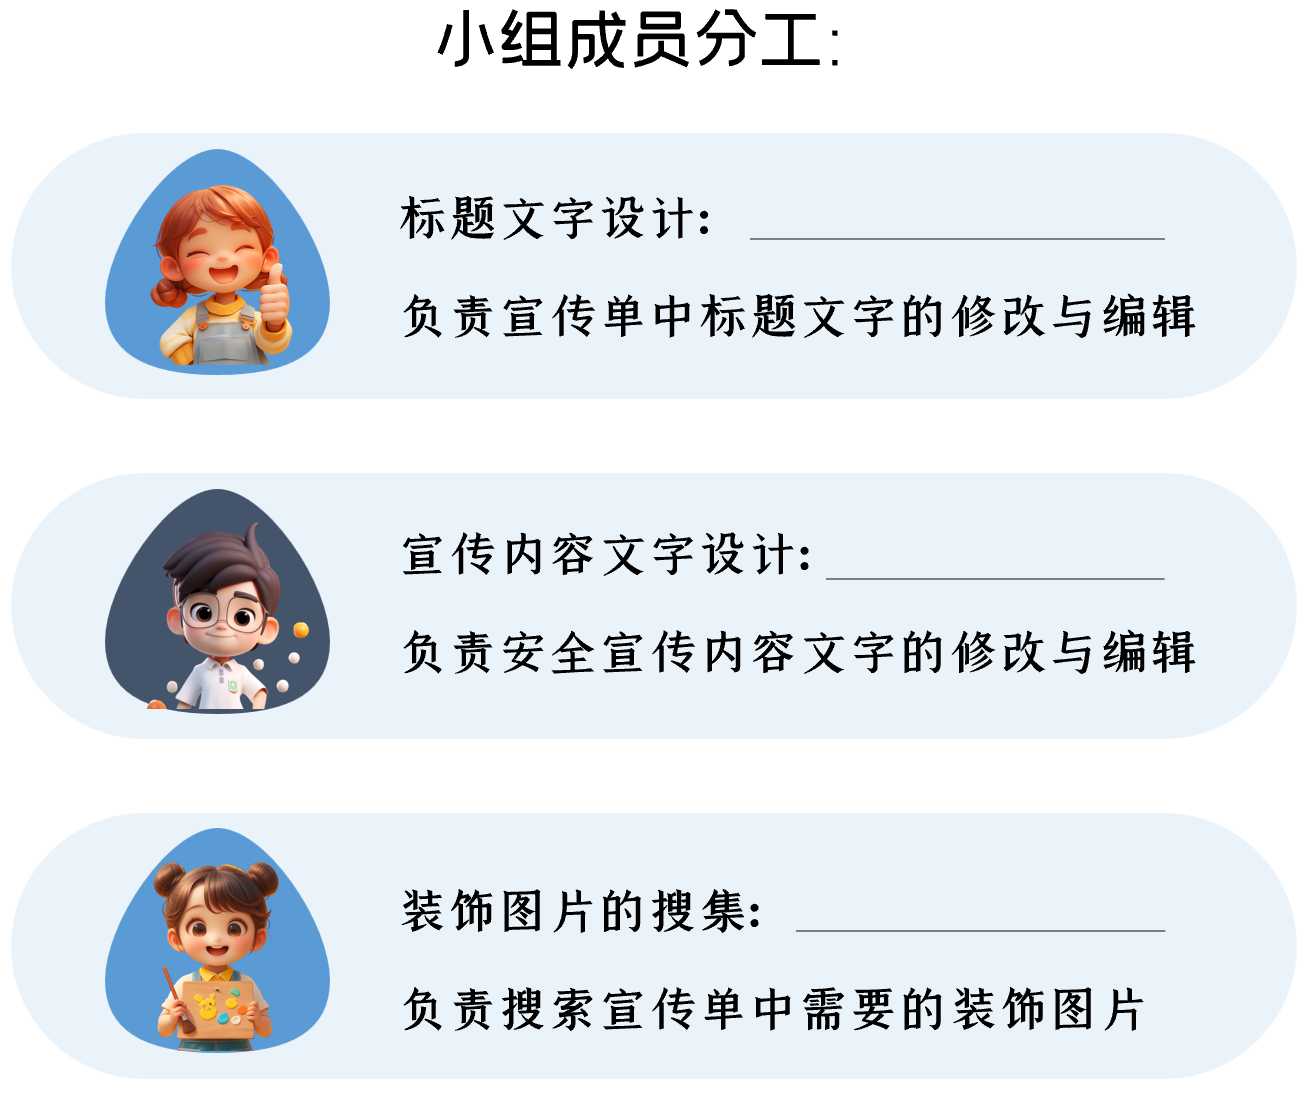 小组成员分工:
标题文字设计:
负责宣传单中标题文字的修改与编辑
宣传内容文字设计:
负责安全宣传内容文字的修改与编辑
装饰图片的搜集:
负责搜索宣传单中需要的装饰图片